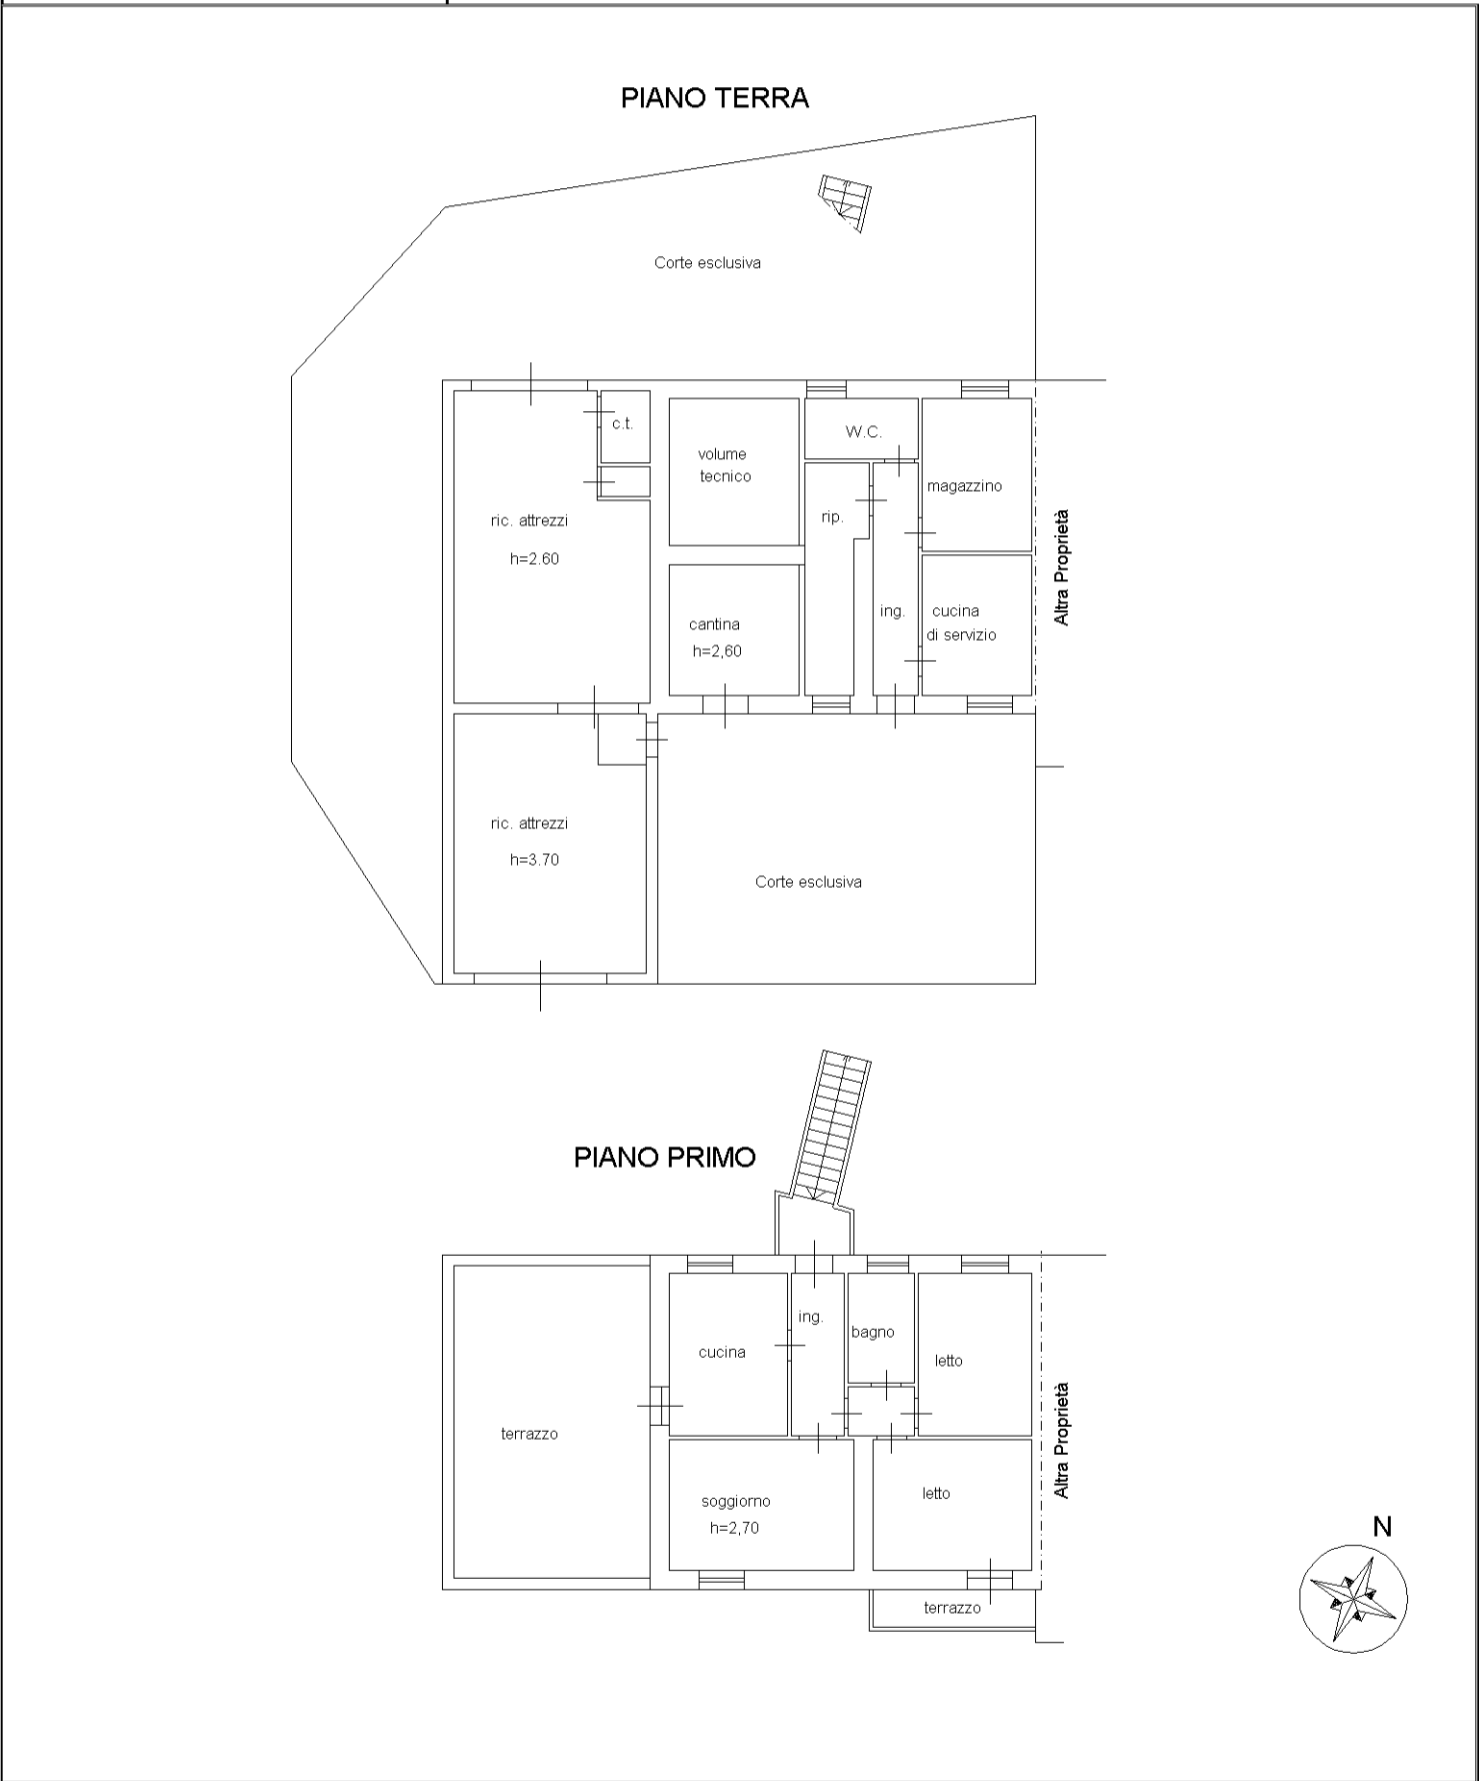 PIANO TERRA
Corte esclusiva
c.t.
W.C.
volume
tecnico
magazzino
rip.
ric. attrezzi
h=2.60
Altra Proprietà
ing.
cucina
di servizio
cantina
h=2,60
ric. attrezzi
h=3.70
Corte esclusiva
PIANO PRIMO
ing.
bagno
cucina
letto
terrazzo
Altra Proprietà
soggiorno
h=2,70
letto
N
terrazzo